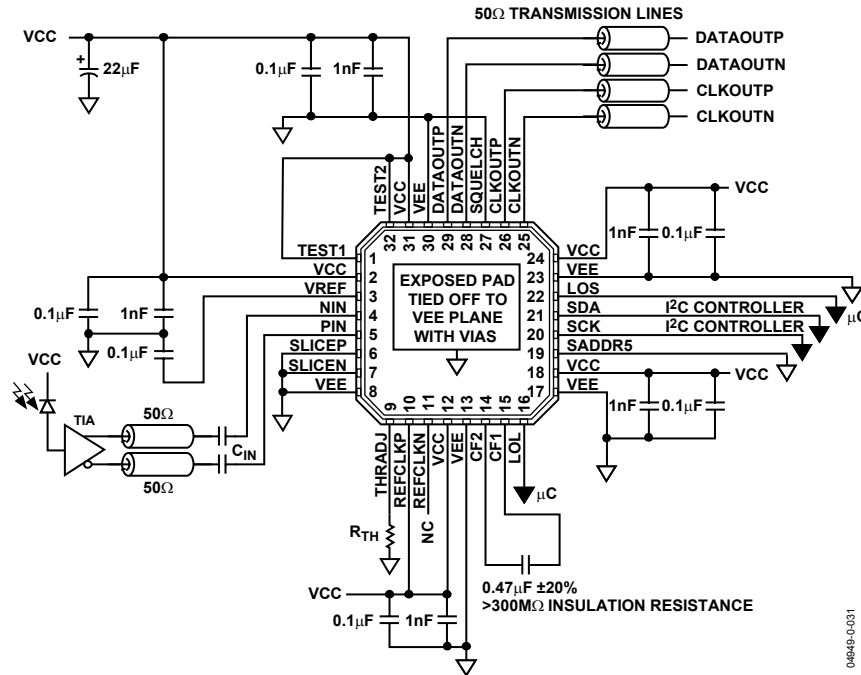 50Ω TRANSMISSION LINES
VCC
DATAOUTP
22μF
0.1μF
1nF
DATAOUTN
CLKOUTP
CLKOUTN
TEST2
VCC
VEE
DATAOUTP
DATAOUTN
SQUELCH
CLKOUTP
CLKOUTN
32
31
30
29
28
27
26
25
TEST1
1
VCC
2
VREF
3
NIN
4
PIN
5
SLICEP
6
SLICEN
7
VEE
8
EXPOSED PAD
TIED OFF TO
VEE PLANE
WITH VIAS
24
VCC
23
VEE
22
LOS
21
SDA
20
SCK
19
SADDR5
18
VCC
17
VEE
VCC
1nF
0.1μF
μC
I2C CONTROLLER
I2C CONTROLLER
VCC
1nF
0.1μF
0.1μF
1nF
0.1μF
VCC
TIA
50Ω
CIN
50Ω
9
10
11
12
13
14
15
16
THRADJ
REFCLKP
REFCLKN
VCC
VEE
CF2
CF1
LOL
RTH
NC
μC
VCC
0.1μF
1nF
0.47μF ±20%
>300MΩ INSULATION RESISTANCE
04949-0-031